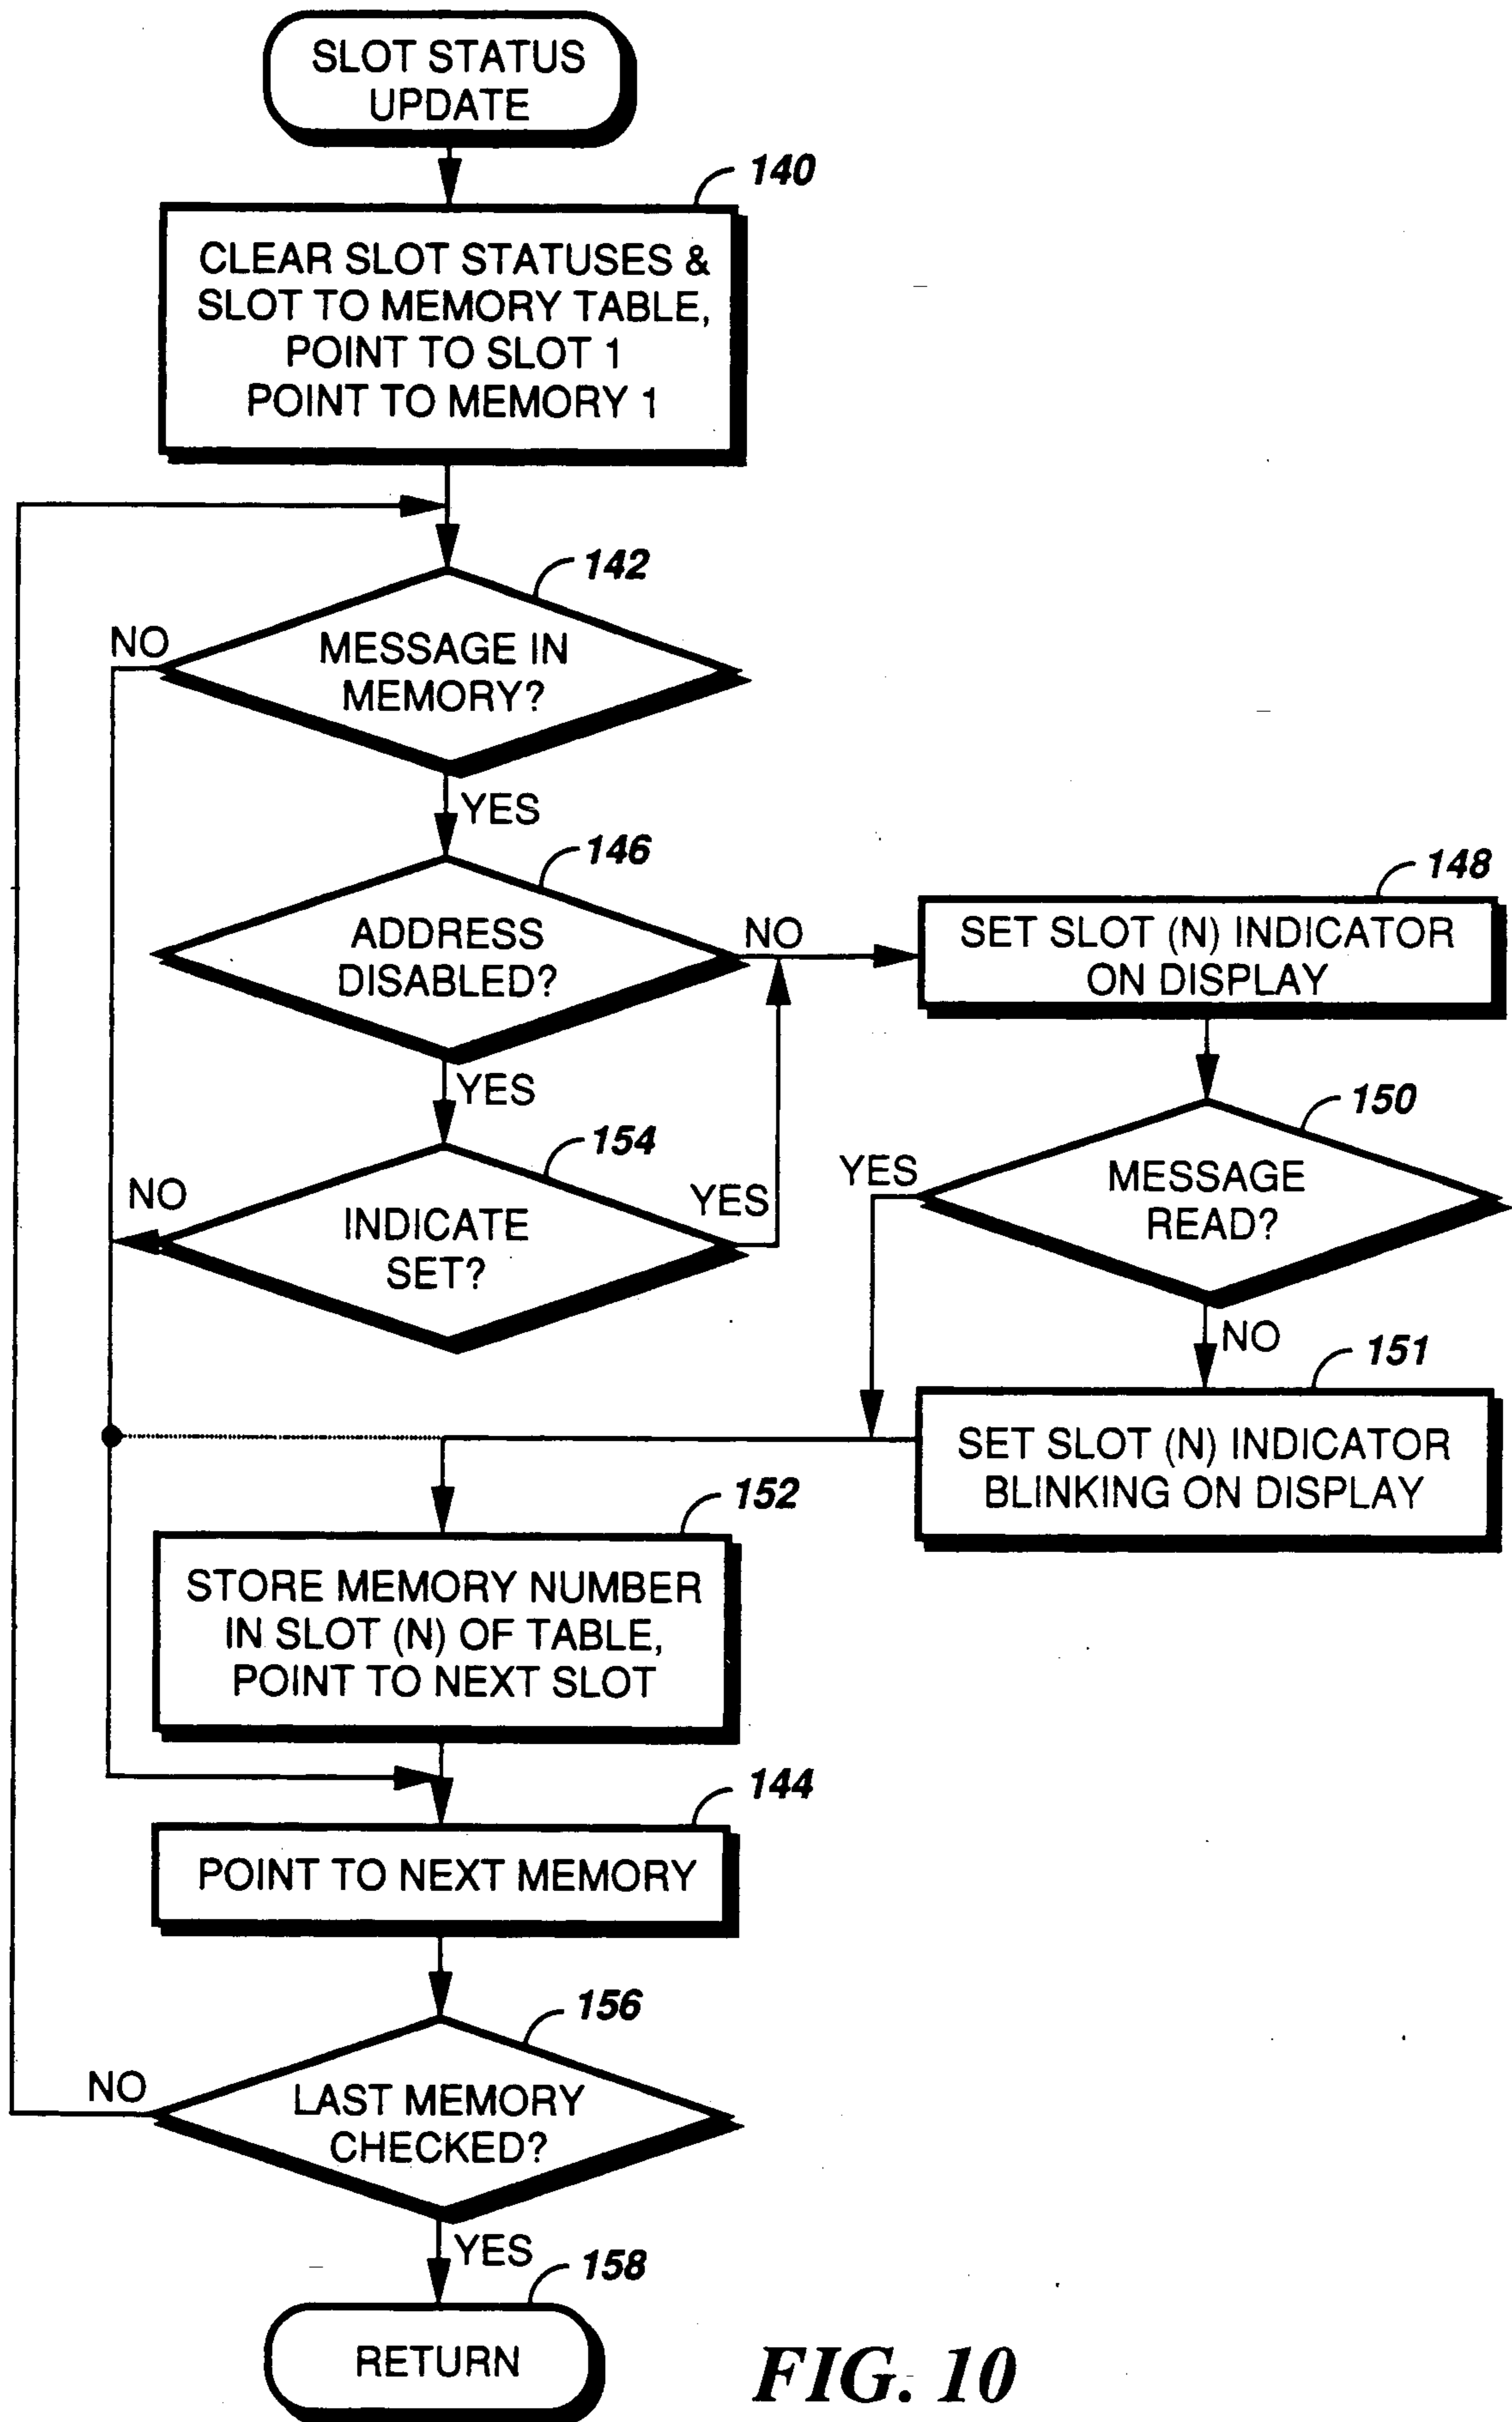 SLOT STATUS
UPDATE
140
CLEAR SLOT STATUSES &
SLOT TO MEMORY TABLE,
POINT TO SLOT 1
POINT TO MEMORY 1
142
NO
MESSAGE IN
MEMORY?
YES
146
ADDRESS
DISABLED?
NO
148
SET SLOT (N) INDICATOR
ON DISPLAY
YES
154
NO
INDICATE
SET?
YES
150
YES
MESSAGE
READ?
NO
151
SET SLOT (N) INDICATOR
BLINKING ON DISPLAY
152
STORE MEMORY NUMBER
IN SLOT (N) OF TABLE,
POINT TO NEXT SLOT
144
POINT TO NEXT MEMORY
156
NO
LAST MEMORY
CHECKED?
YES
158
RETURN
FIG. 10